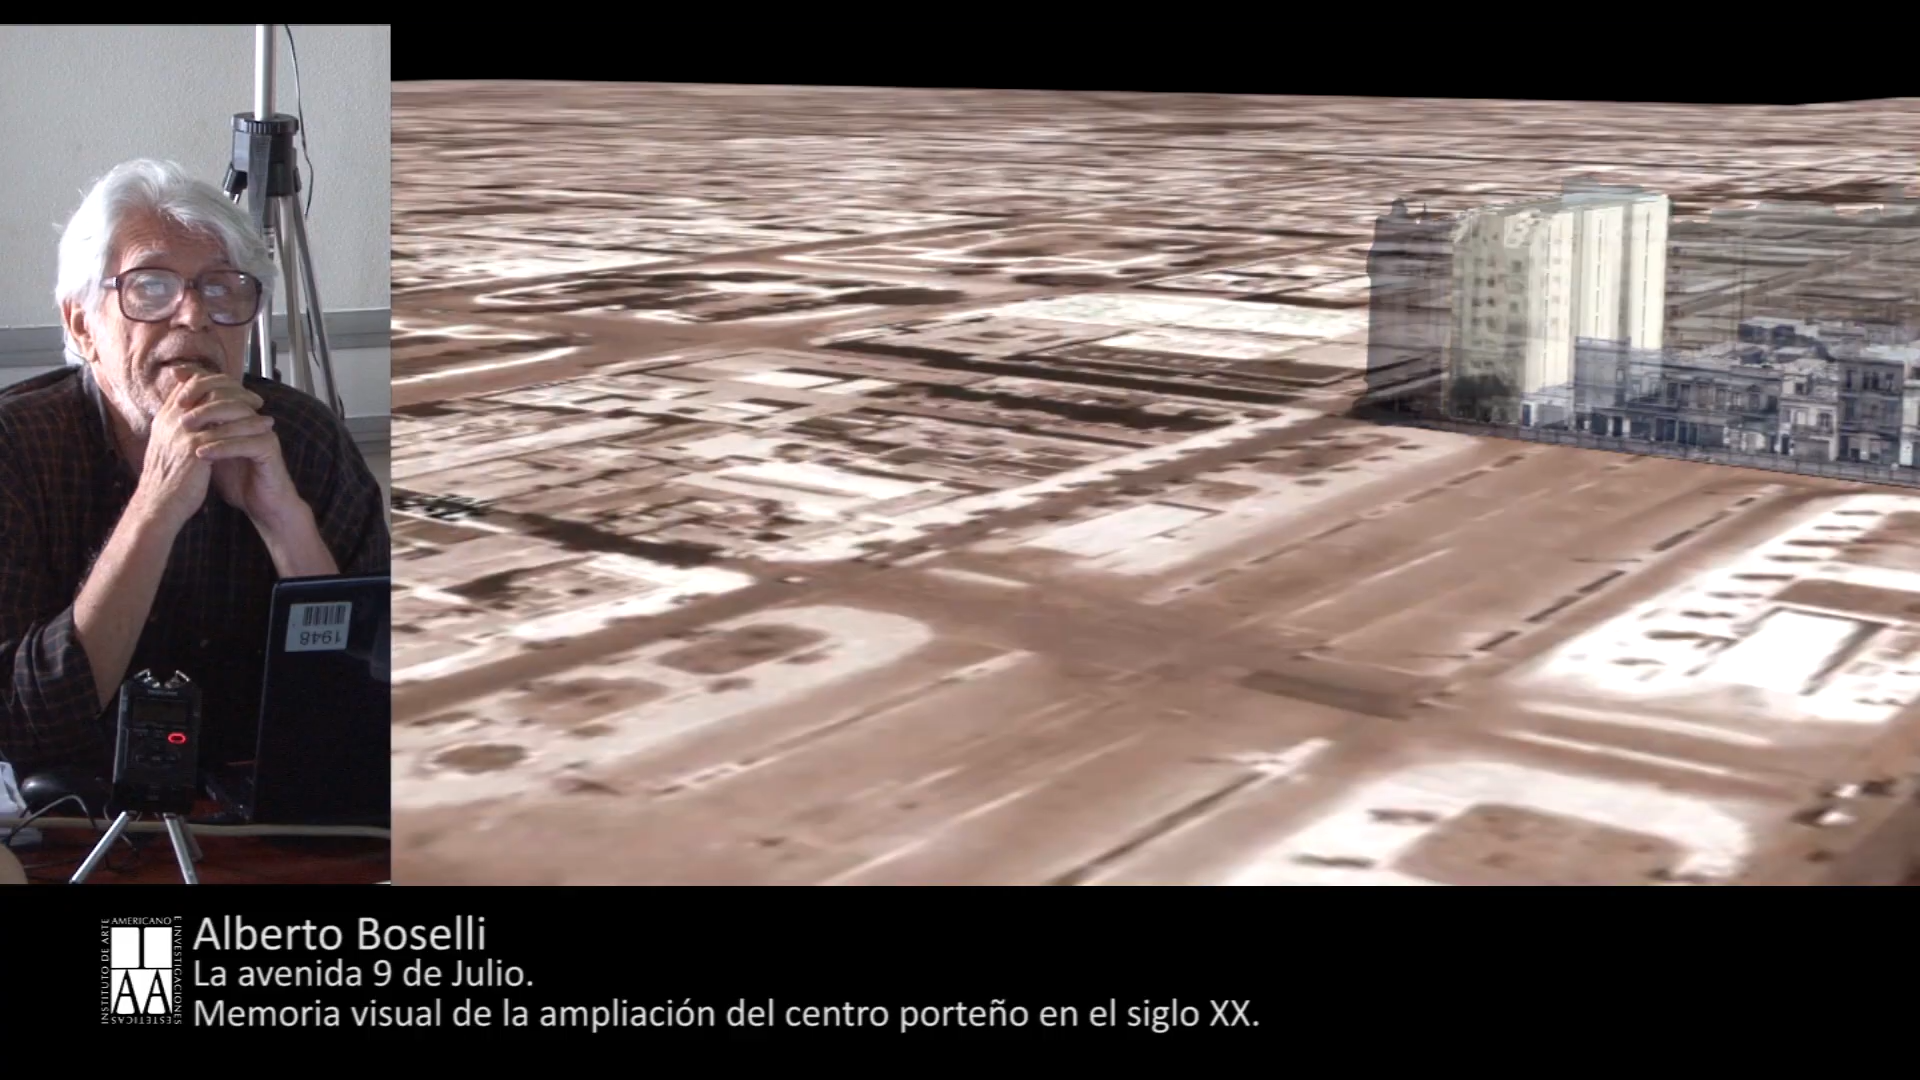 1948
AMERICANO
INSTITUTO DE ARTE
E INVESTIGACIONES
ESTETICAS
IAA
Alberto Boselli
La avenida 9 de Julio.
Memoria visual de la ampliación del centro porteño en el siglo XX.